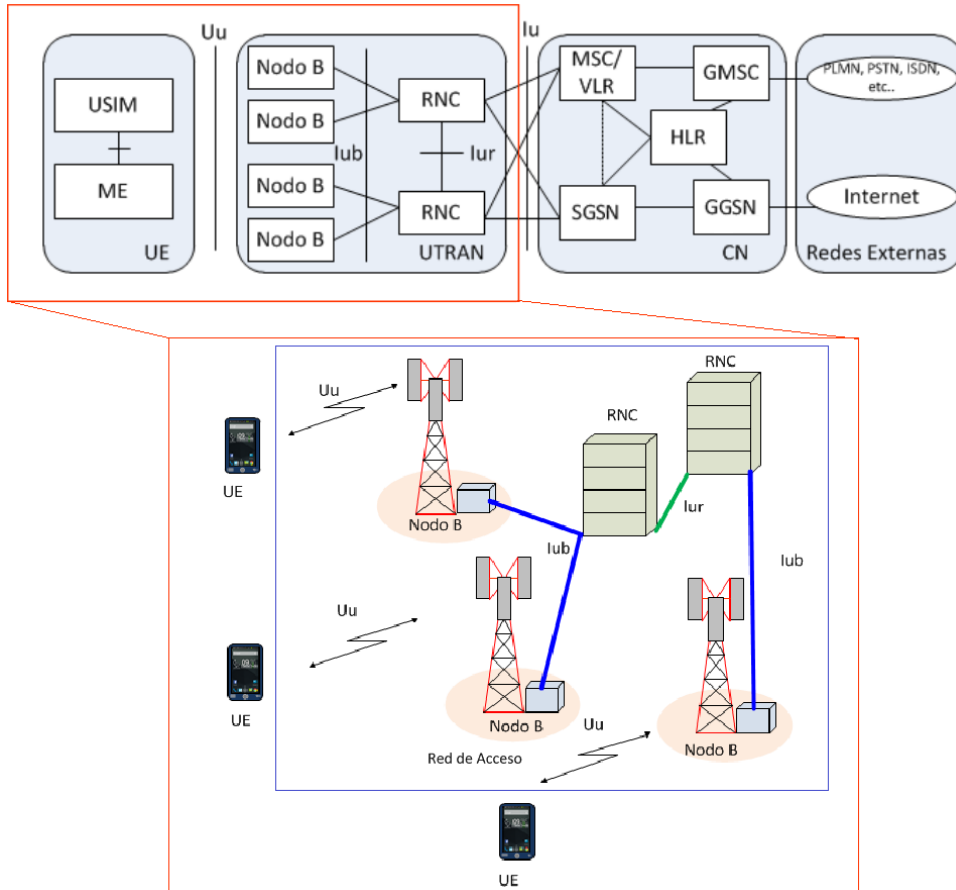 Uu
Iu
Nodo B
Nodo B
Nodo B
Nodo B
USIM
ME
UE
Iub
RNC
Iur
RNC
UTRAN
MSC/
VLR
GMSC
HLR
SGSN
GGSN
CN
PLMN, PSTN, ISDN,
etc..
Internet
Redes Externas
Uu
UE
Nodo B
RNC
RNC
Iur
Iub
Iub
Uu
UE
Nodo B
Uu
Nodo B
Red de Acceso
UE